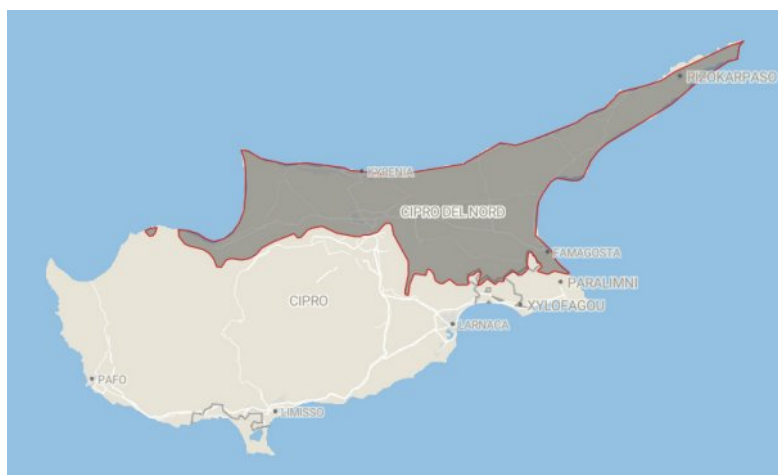 RIZOKARPASO
KYRENIA
CIPRO DEL NORD
FAMAGOSTA
PARALIMNI
CIPRO
XYLOFAGOU
LARNACA
PAFO
LIMISSO